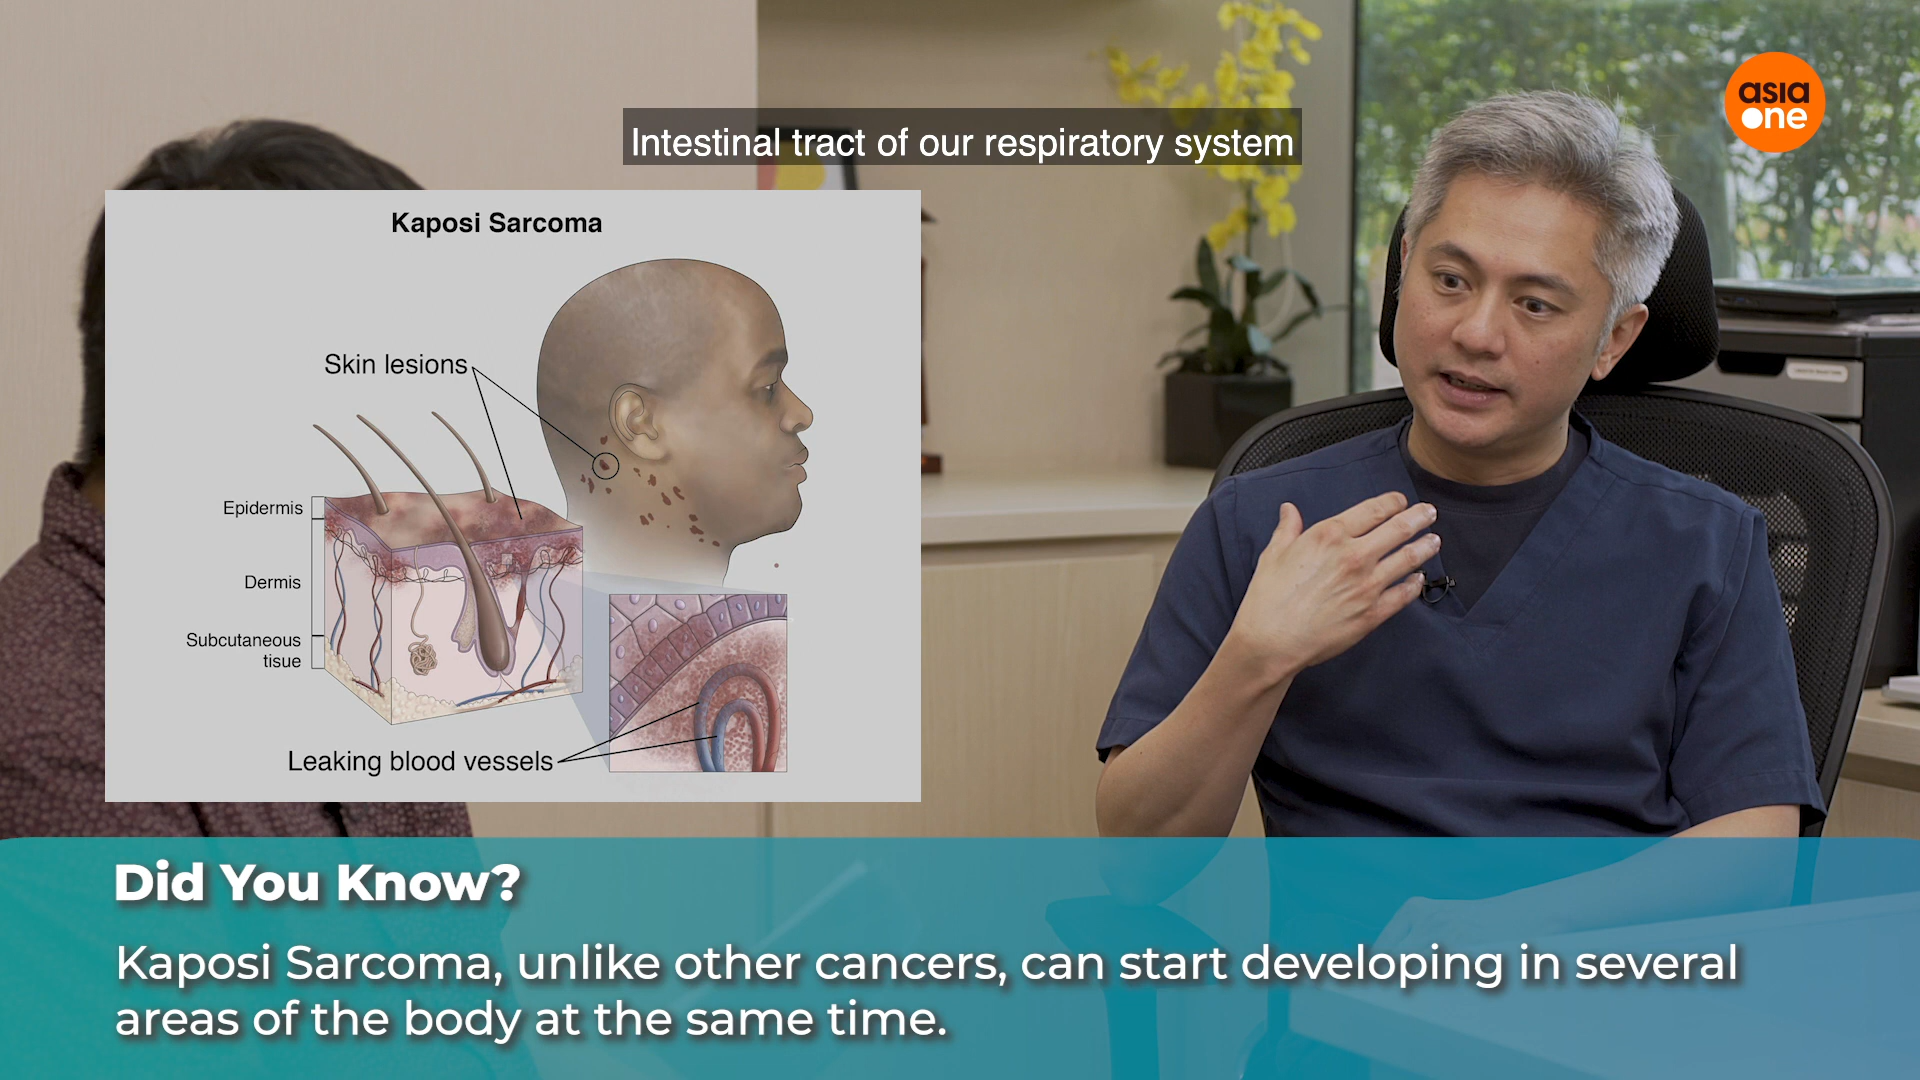 asia
one
Intestinal tract of our respiratory system
Kaposi Sarcoma
Skin lesions
Epidermis
Dermis
Subcutaneous
tisue
Leaking blood vessels
Did You Know?
Kaposi Sarcoma, unlike other cancers, can start developing in several
areas of the body at the same time.